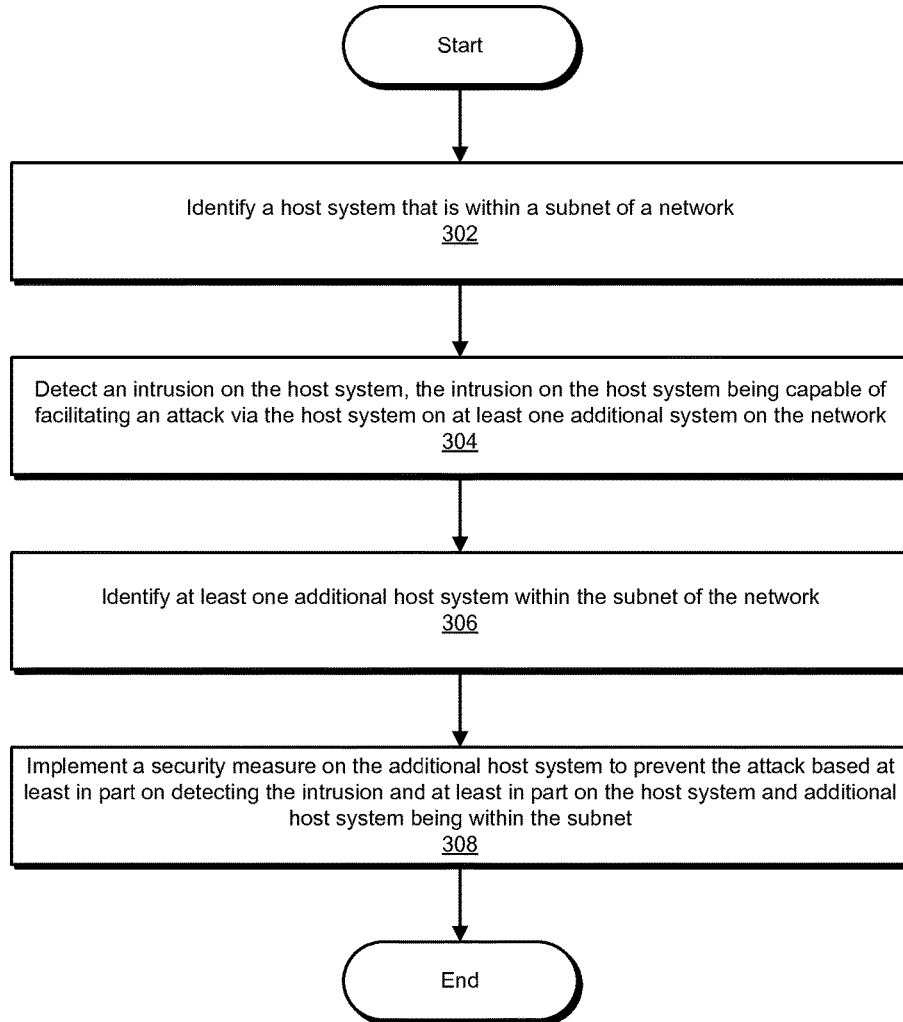 Start
Identify a host system that is within a subnet of a network
302
Detect an intrusion on the host system, the intrusion on the host system being capable of
facilitating an attack via the host system on at least one additional system on the network
304
Identify at least one additional host system within the subnet of the network
306
Implement a security measure on the additional host system to prevent the attack based at
least in part on detecting the intrusion and at least in part on the host system and additional
host system being within the subnet
308
End